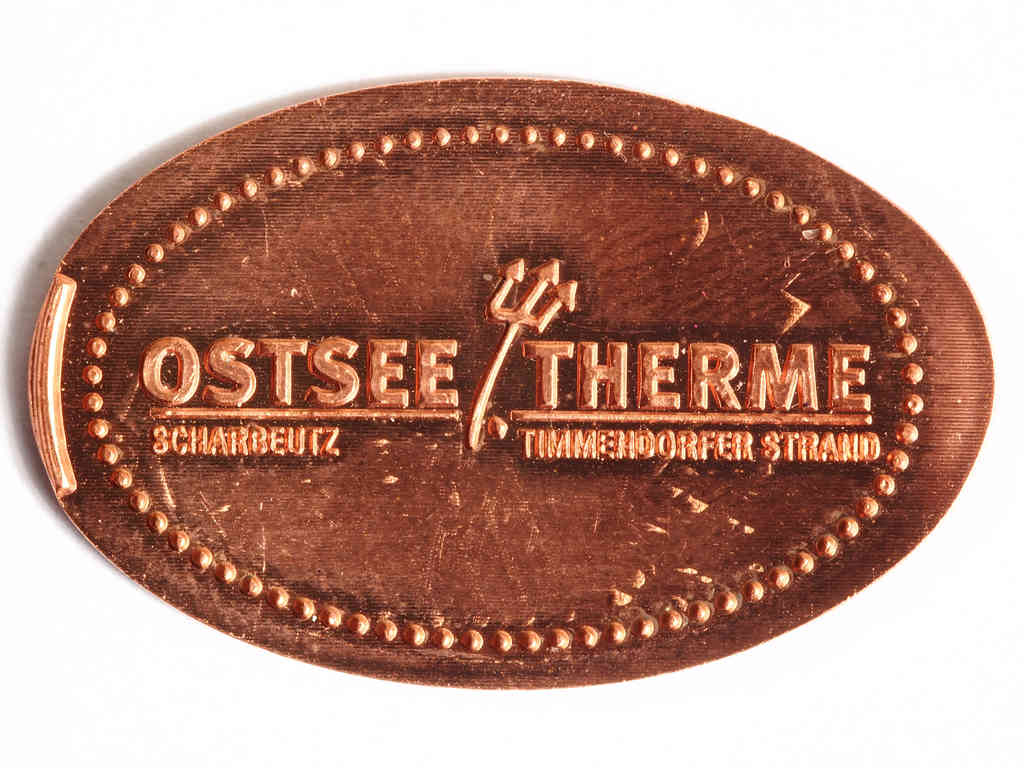 OSTSEE THERME
SCHARBEUTZ TIMMENDORFER STRAND